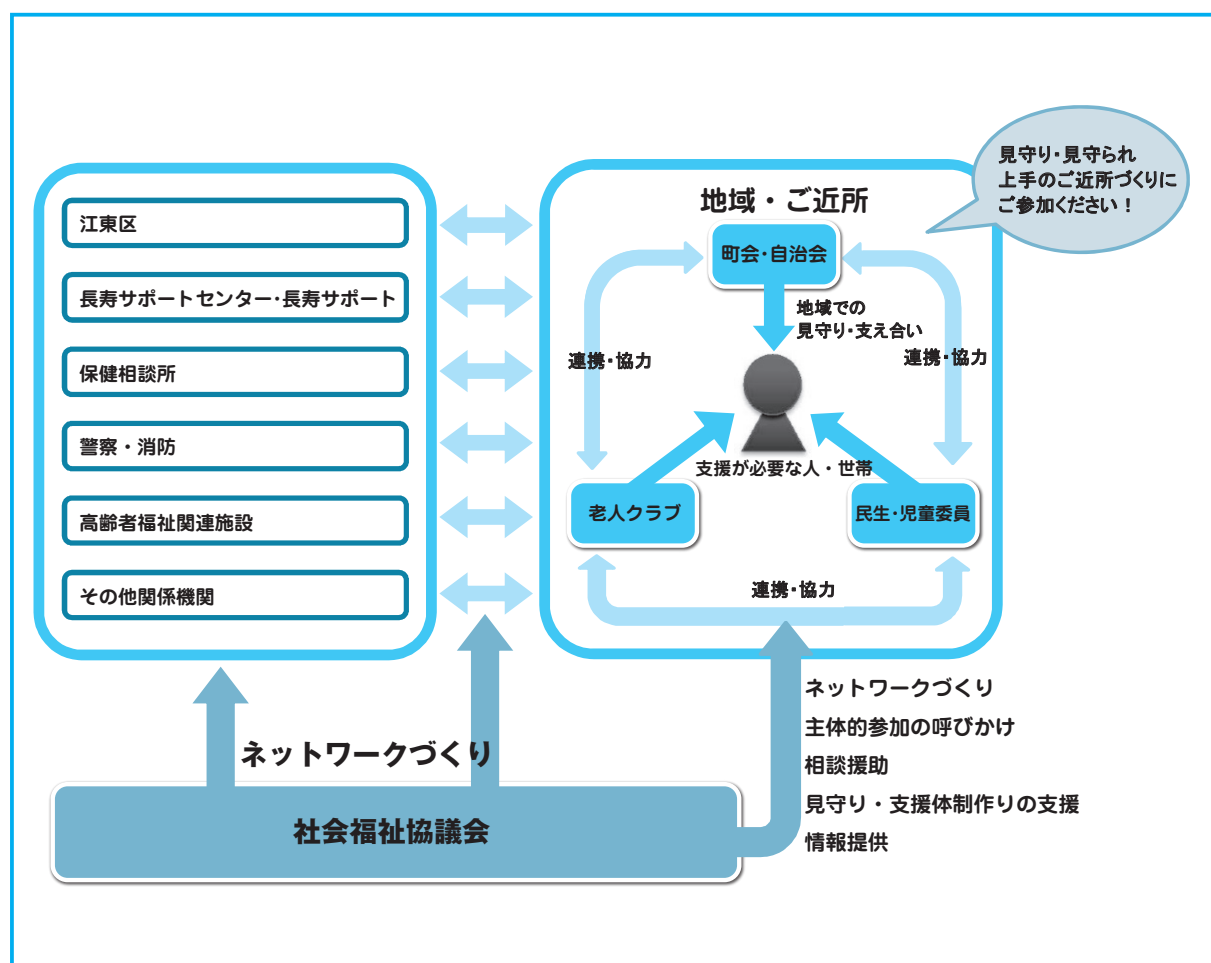 見守り・見守られ
上手のご近所づくりに
ご参加ください！
江東区
長寿サポートセンター・長寿サポート
保健相談所
警察・消防
高齢者福祉関連施設
その他関係機関
地域・ご近所
町会・自治会
地域での
見守り・支え合い
連携・協力
連携・協力
支援が必要な人・世帯
老人クラブ
民生・児童委員
連携・協力
ネットワークづくり
社会福祉協議会
ネットワークづくり
主体的参加の呼びかけ
相談援助
見守り・支援体制作りの支援
情報提供